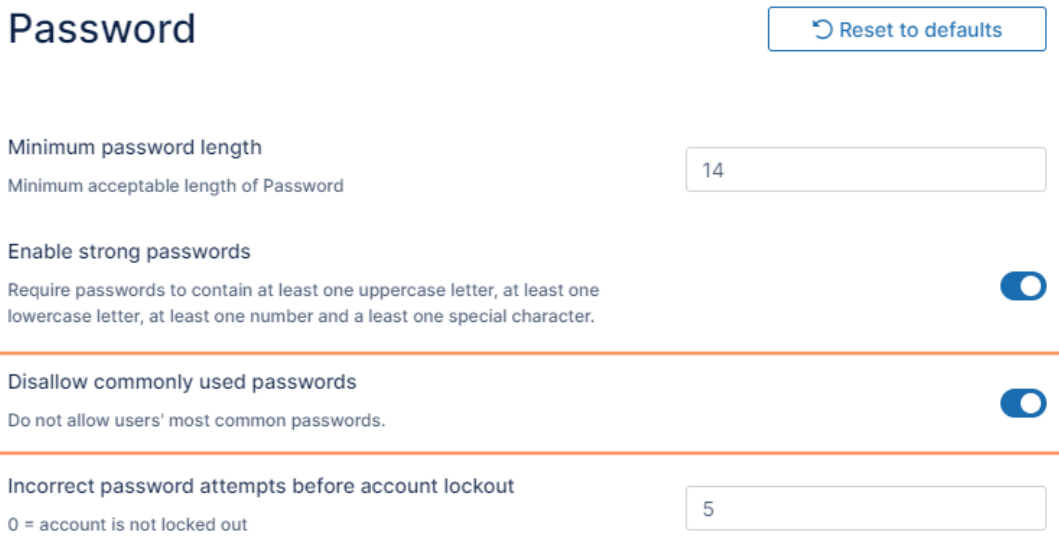 Password
Reset to defaults
Minimum password length
Minimum acceptable length of Password
14
Enable strong passwords
Require passwords to contain at least one uppercase letter, at least one
lowercase letter, at least one number and a least one special character.
Disallow commonly used passwords
Do not allow users' most common passwords.
Incorrect password attempts before account lockout
0 = account is not locked out
5